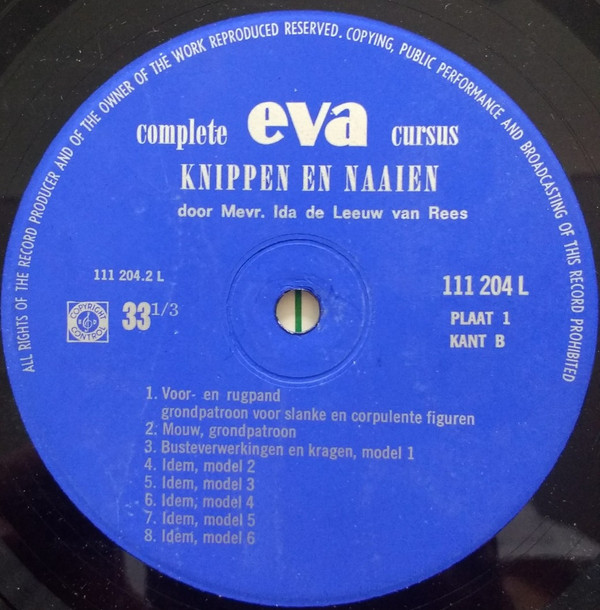 ALL RIGHTS OF THE RECORD PRODUCER AND OF THE OWNER OF THE WORK REPRODUCED RESERVED. COPYING, PUBLIC PERFORMANCE AND BROADCASTING OF THIS RECORD PROHIBITED
complete eva cursus
KNIPPEN EN NAAIEN
door Mevr. Ida de Leeuw van Rees
111 204.2 L
111 204 L
COPYRIGHT CONTROL
33 1/3
PLAAT 1
KANT B
1. Voor- en rugpand
grondpatroon voor slanke en corpulente figuren
2. Mouw, grondpatroon
3. Busteverwerkingen en kragen, model 1
4. Idem, model 2
5. Idem, model 3
6. Idem, model 4
7. Idem, model 5
8. Idem, model 6